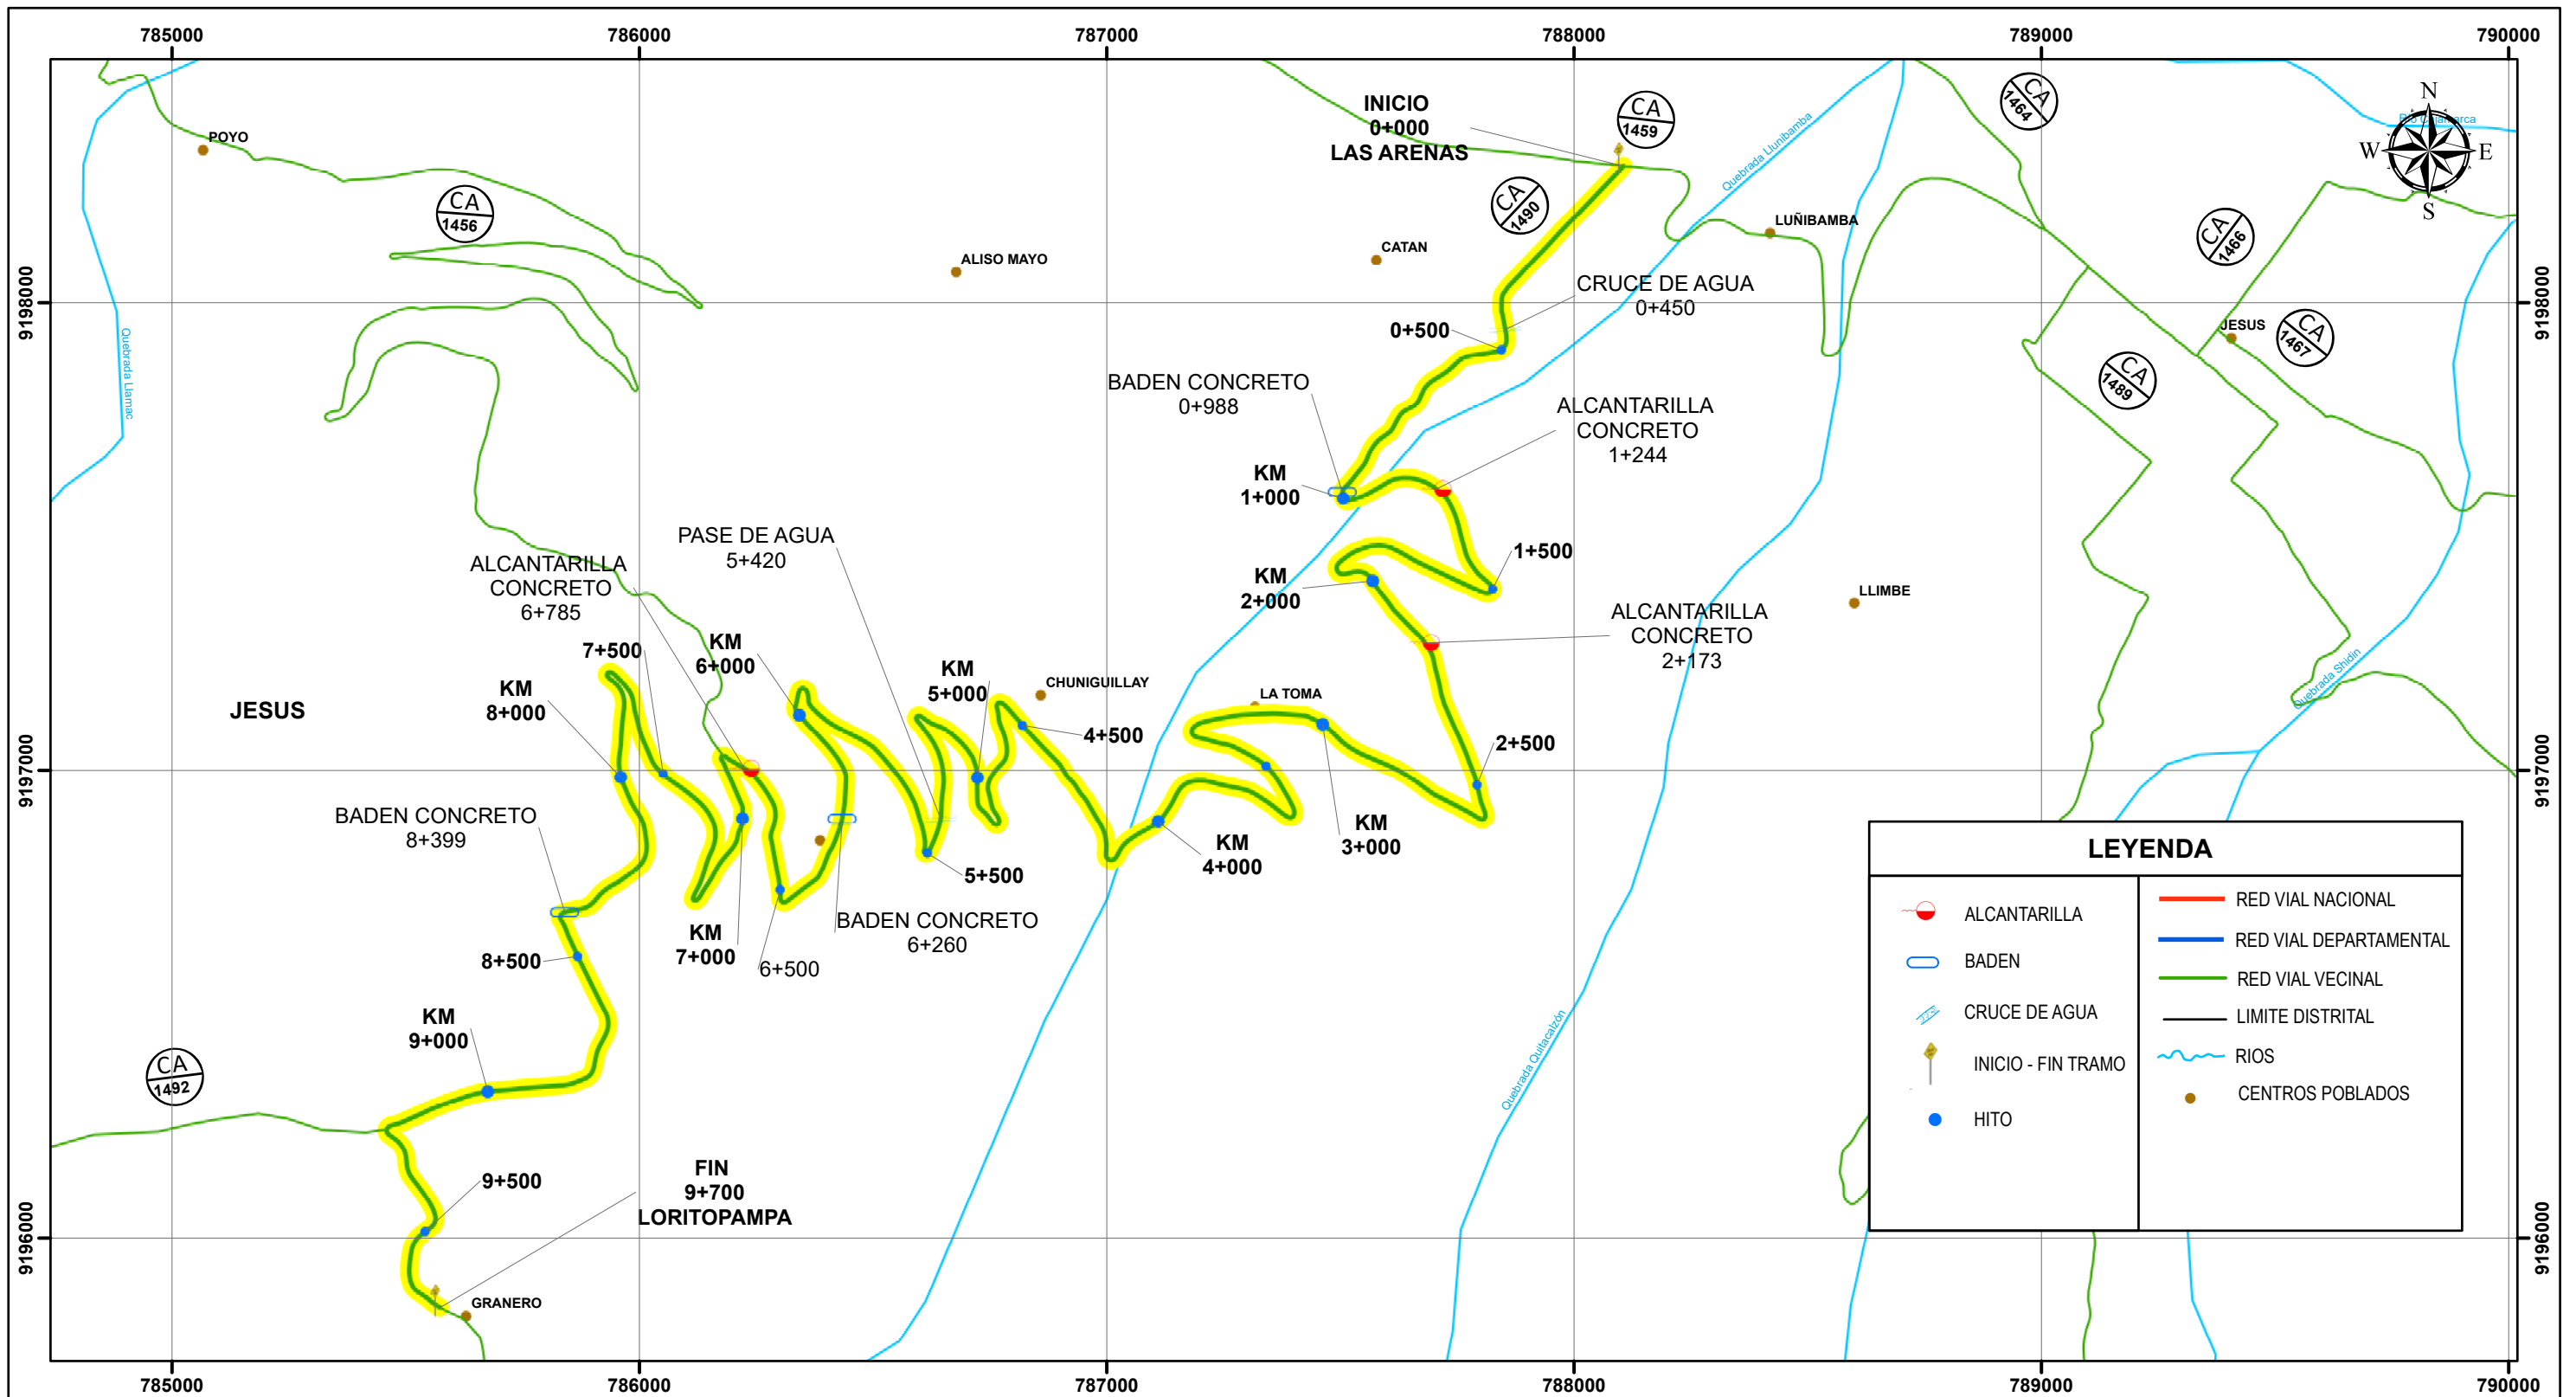 785000
786000
787000
788000
789000
790000
INICIO
0+000
LAS ARENAS
CA
1459
CA
1464
Río Cajamarca
N
W
E
S
Quebrada Llunibamba
POYO
CA
1456
CA
1490
LUÑIBAMBA
CA
1466
ALISO MAYO
CATAN
CRUCE DE AGUA
0+450
9198000
9198000
0+500
JESUS
CA
1467
Quebrada Llamac
BADEN CONCRETO
0+988
CA
1489
ALCANTARILLA
CONCRETO
1+244
KM
1+000
PASE DE AGUA
5+420
1+500
ALCANTARILLA
CONCRETO
6+785
KM
2+000
LLIMBE
ALCANTARILLA
CONCRETO
2+173
7+500
KM
6+000
KM
5+000
CHUNIGUILLAY
LA TOMA
Quebrada Shidin
KM
8+000
JESUS
4+500
2+500
9197000
9197000
BADEN CONCRETO
8+399
KM
4+000
KM
3+000
5+500
BADEN CONCRETO
6+260
KM
7+000
6+500
8+500
KM
9+000
Quebrada Quitacalzón
CA
1492
FIN
9+700
LORITOPAMPA
9+500
9196000
9196000
GRANERO
LEYENDA
ALCANTARILLA
BADEN
CRUCE DE AGUA
INICIO - FIN TRAMO
HITO
RED VIAL NACIONAL
RED VIAL DEPARTAMENTAL
RED VIAL VECINAL
LIMITE DISTRITAL
RIOS
CENTROS POBLADOS
785000
786000
787000
788000
789000
790000